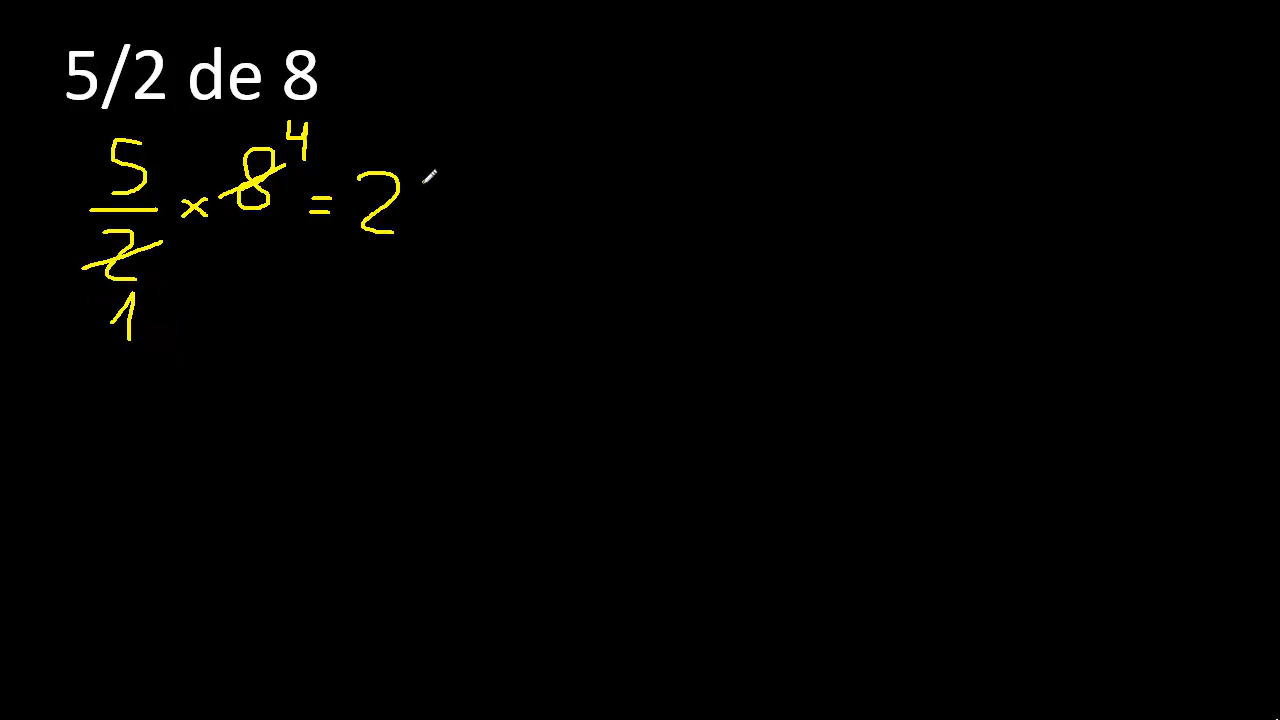 5/2 de 8
5/2 × 8 4 = 2
1